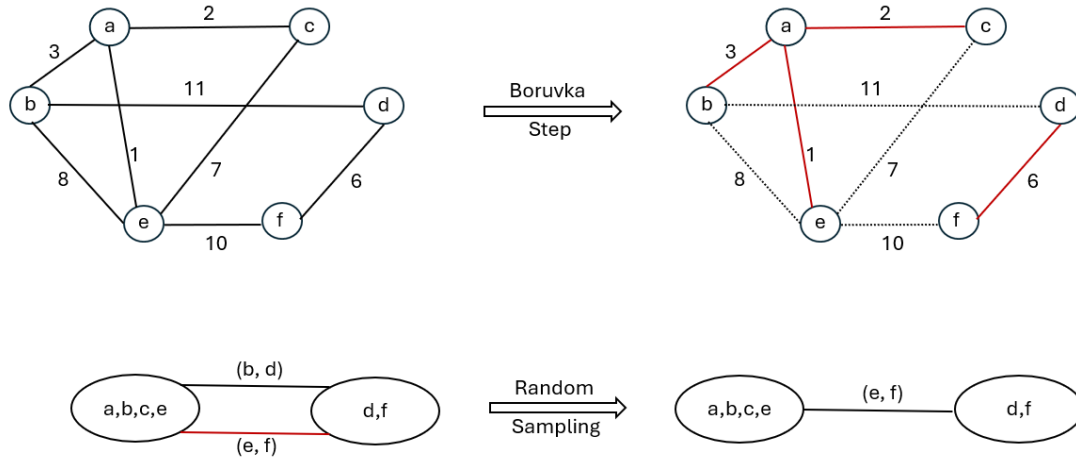 a 2 c
3
b 11 d
1
8 7 6
e f
10
Boruvka
Step
a 2 c
3
b 11 d
1
8 7 6
e f
10
(b, d)
a,b,c,e d,f
(e, f)
Random
Sampling
(e, f)
a,b,c,e d,f